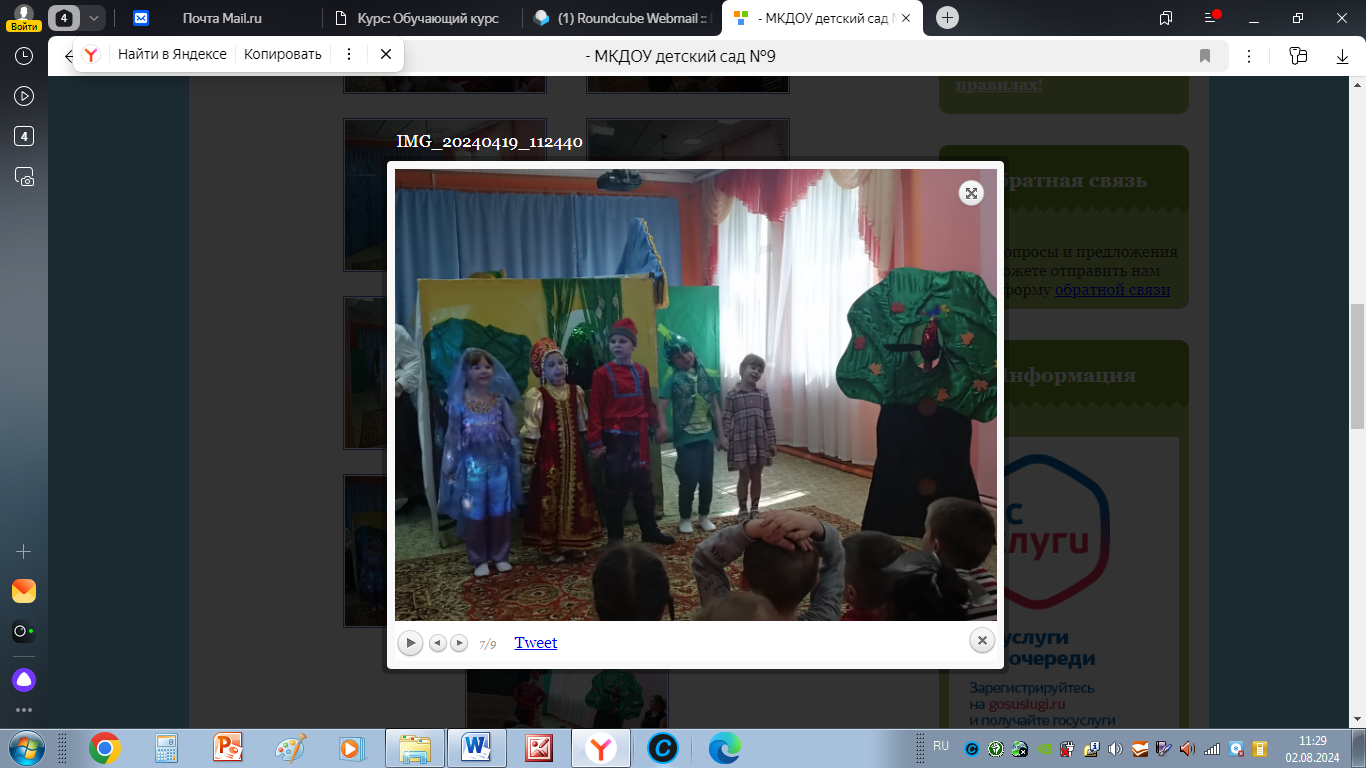 Войти
4
Почта Mail.ru
Курс: Обучающий курс
(1) Roundcube Webmail ::
- МКДОУ детский сад
Найти в Яндексе
Копировать
- МКДОУ детский сад №9
4
правилах!
IMG_20240419_112440
братная связь
опросы и предложения
ожете отправить нам
форму обратной связи
нформация
с
луги
услуги
очереди
Зарегистрируйтесь
на gosuslugi.ru
и получайте госуслуги
7/9
Tweet
RU
11:29
02.08.2024